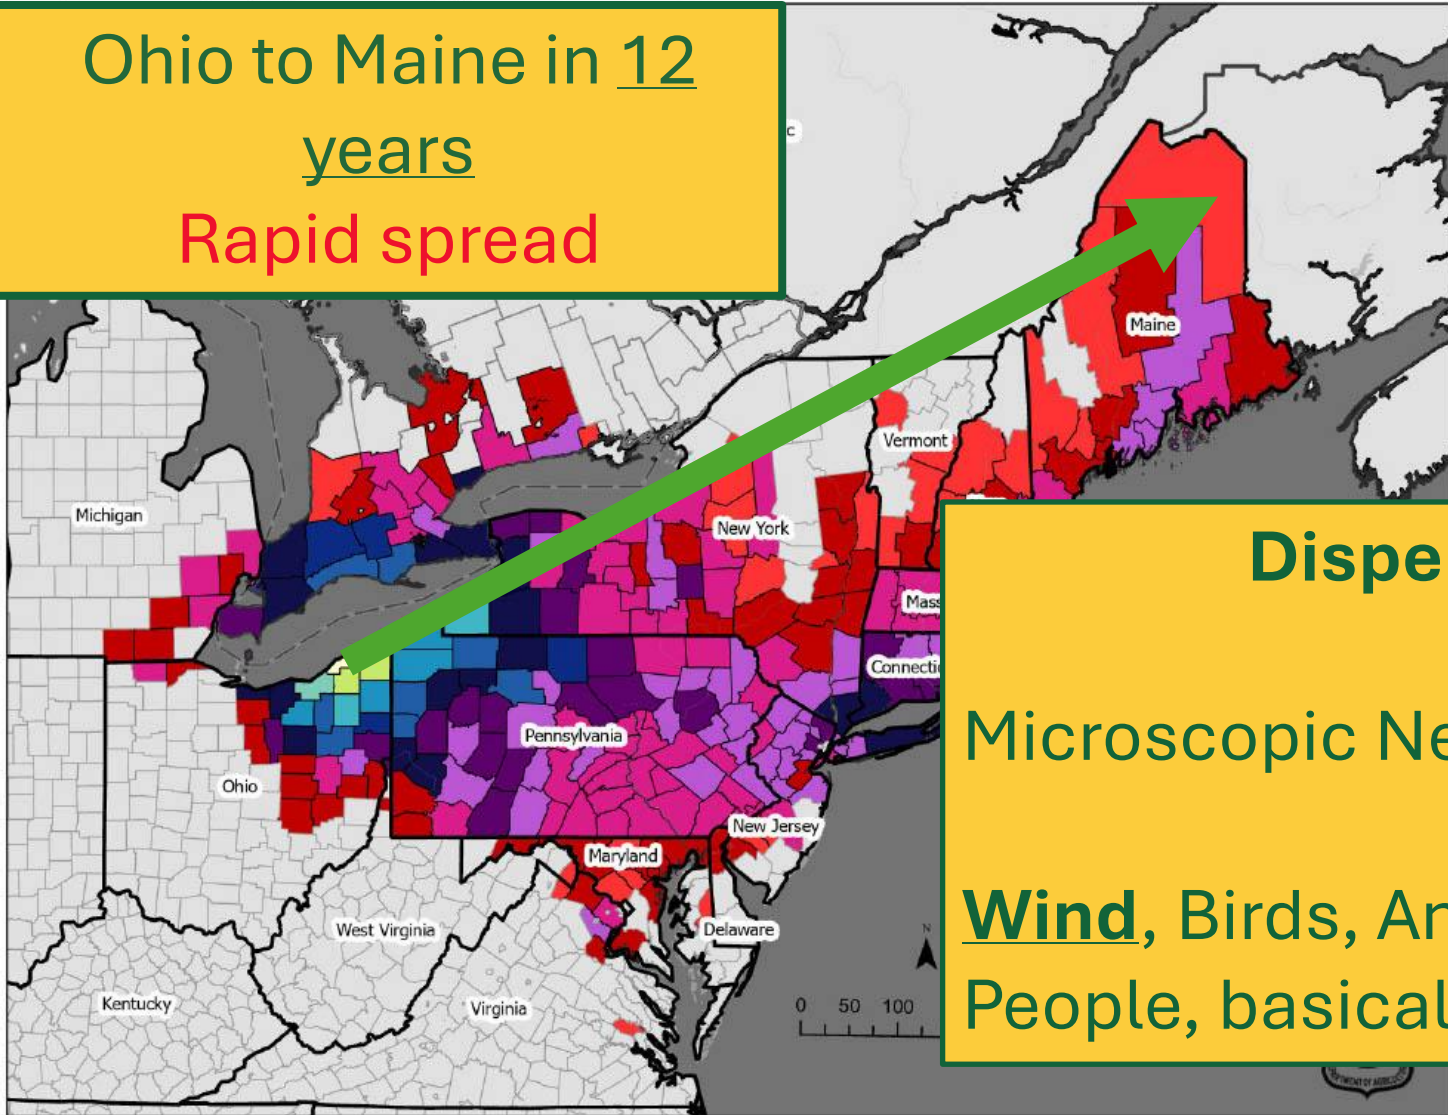 Ohio to Maine in 12
years
Rapid spread
c
Maine
Vermont
Michigan
New York
Mass
Connecti
Pennsylvania
Ohio
New Jersey
Maryland
West Virginia
Delaware
Kentucky
Virginia
N
0 50 100
Dispe
Microscopic Ne
Wind, Birds, An
People, basical